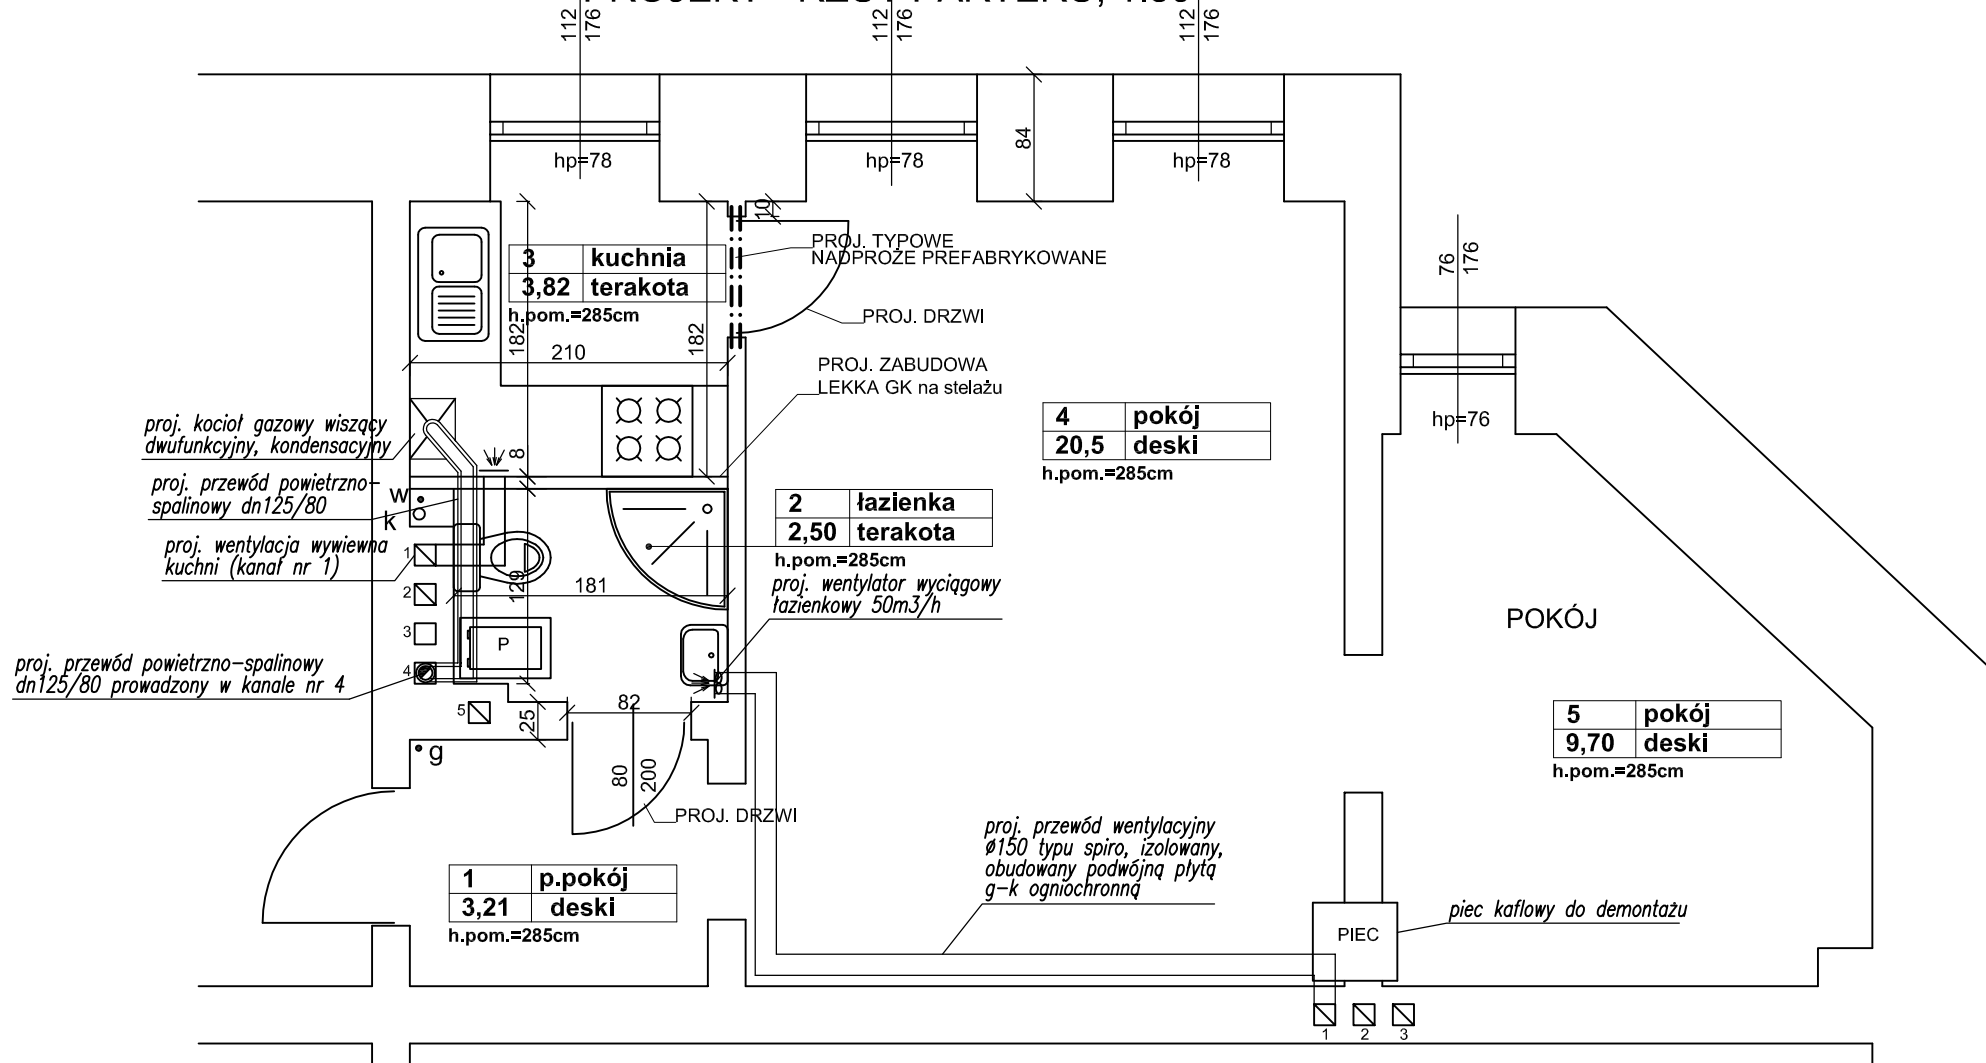 112
176
112
176
112
176
84
hp=78
hp=78
hp=78
10
PROJ. TYPOWE
NADPROŻE PREFABRYKOWANE
3 kuchnia
3,82 terakota
h.pom.=285cm
76
176
182
182
PROJ. DRZWI
210
PROJ. ZABUDOWA
LEKKA GK na stelażu
4 pokój
20,5 deski
h.pom.=285cm
hp=76
proj. kocioł gazowy wiszący
dwufunkcyjny, kondensacyjny
8
proj. przewód powietrzno-
spalinowy dn125/80
w
k
2 łazienka
2,50 terakota
h.pom.=285cm
proj. wentylacja wywiewna
kuchni (kanał nr 1)
1
2
3
4
5
129
181
proj. wentylator wyciągowy
łazienkowy 50m3/h
POKÓJ
P
proj. przewód powietrzno-spalinowy
dn125/80 prowadzony w kanale nr 4
25
82
g
5 pokój
9,70 deski
h.pom.=285cm
80
200
PROJ. DRZWI
proj. przewód wentylacyjny
ø150 typu spiro, izolowany,
obudowany podwójną płytą
g-k ogniochronną
1 p.pokój
3,21 deski
h.pom.=285cm
PIEC
piec kaflowy do demontażu
1
2
3